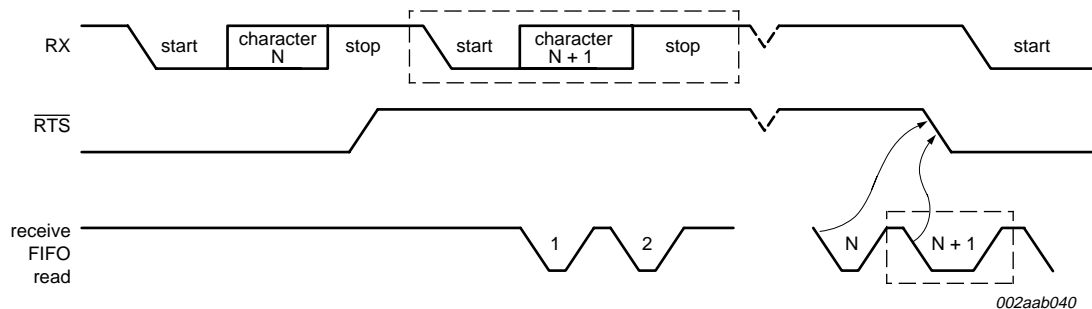 RX
start
character
N
stop
start
character
N + 1
stop
start
RTS
receive
FIFO
read
1
2
N
N + 1
002aab040